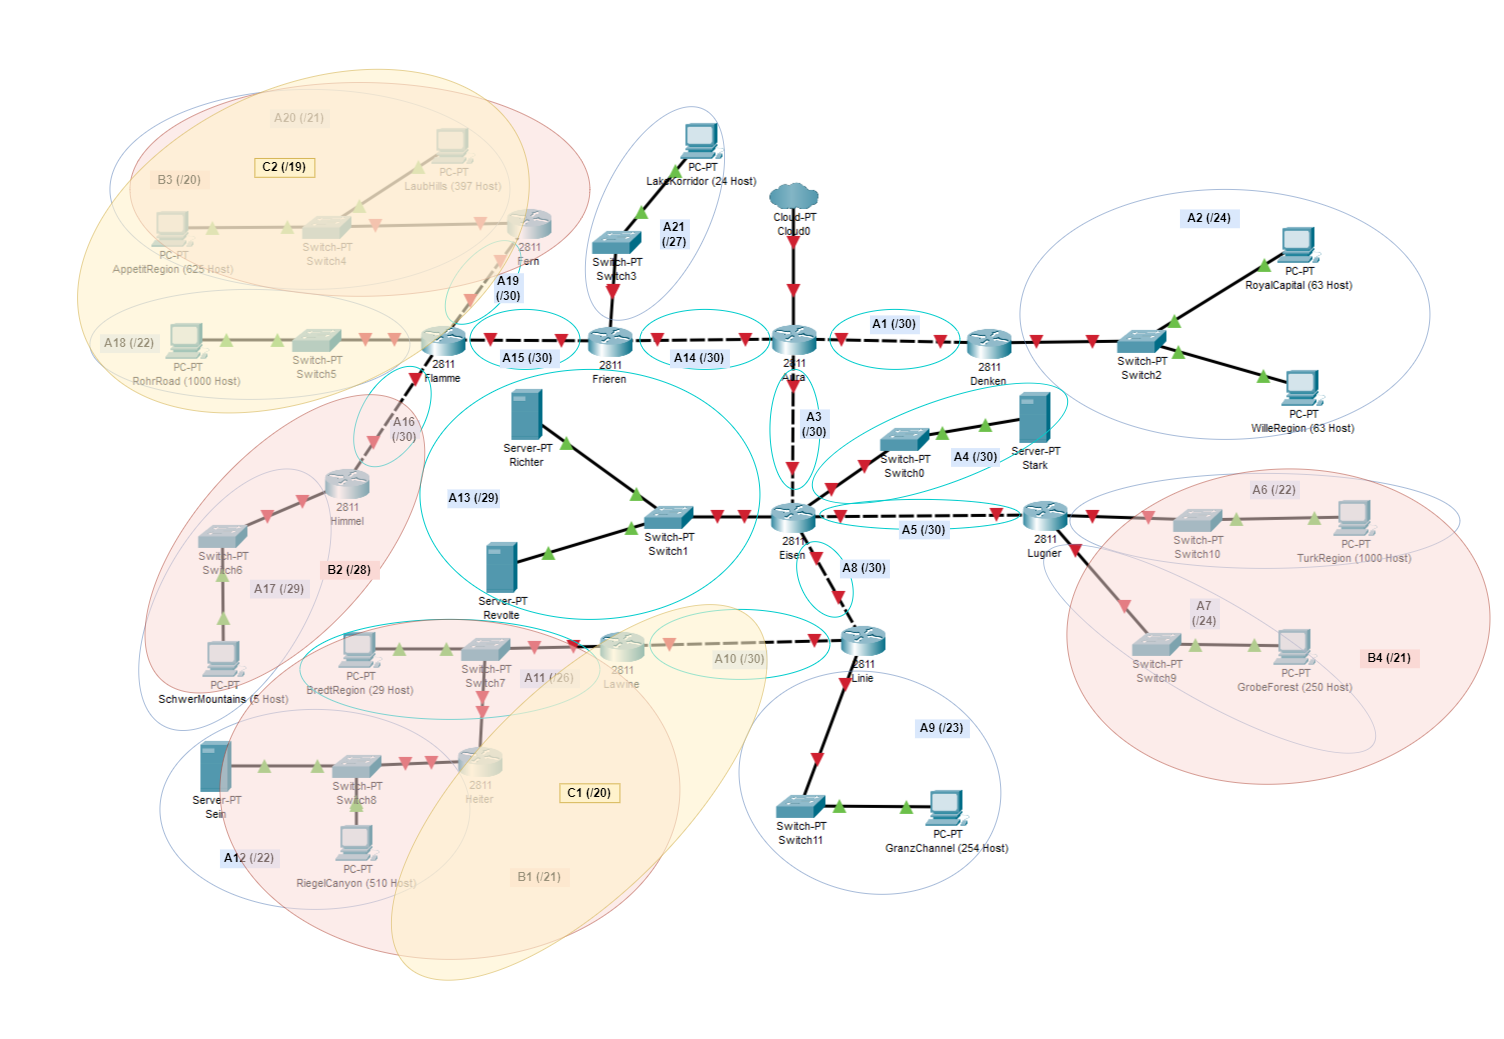 A20 (/21)
C2 (/19)
B3 (/20)
PC-PT
LaubHills (397 Host)
PC-PT
AppetitRegion (625 Host)
Switch-PT
Switch4
2811
Fern
A19
(/30)
A18 (/22)
PC-PT
RohrRoad (1000 Host)
Switch-PT
Switch5
2811
Flamme
A15 (/30)
2811
Frieren
A14 (/30)
PC-PT
LakeKorridor (24 Host)
A21
(/27)
Switch-PT
Switch3
Cloud-PT
Cloud0
2811
Aura
A1 (/30)
2811
Denken
A2 (/24)
PC-PT
RoyalCapital (63 Host)
Switch-PT
Switch2
PC-PT
WilleRegion (63 Host)
A16
(/30)
2811
Himmel
Switch-PT
Switch6
B2 (/28)
A17 (/29)
PC-PT
SchwerMountains (5 Host)
Server-PT
Richter
A13 (/29)
Switch-PT
Switch1
Server-PT
Revolte
A3
(/30)
Switch-PT
Switch0
A4 (/30)
Server-PT
Stark
2811
Eisen
A5 (/30)
2811
Lugner
A6 (/22)
Switch-PT
Switch10
PC-PT
TurkRegion (1000 Host)
A7
(/24)
Switch-PT
Switch9
PC-PT
GrobeForest (250 Host)
B4 (/21)
A8 (/30)
2811
Linie
A10 (/30)
2811
Lawine
A11 (/26)
Switch-PT
Switch7
PC-PT
BredtRegion (29 Host)
2811
Heiter
Server-PT
Sein
Switch-PT
Switch8
A12 (/22)
PC-PT
RiegelCanyon (510 Host)
B1 (/21)
C1 (/20)
A9 (/23)
Switch-PT
Switch11
PC-PT
GranzChannel (254 Host)